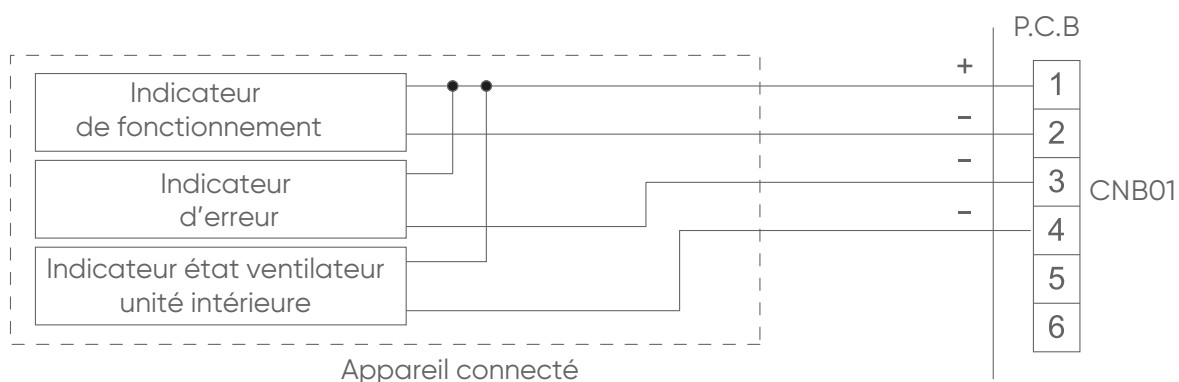 P.C.B
+
1
Indicateur
de fonctionnement
–
2
–
Indicateur
d'erreur
3
CNB01
–
4
Indicateur état ventilateur
unité intérieure
5
6
Appareil connecté